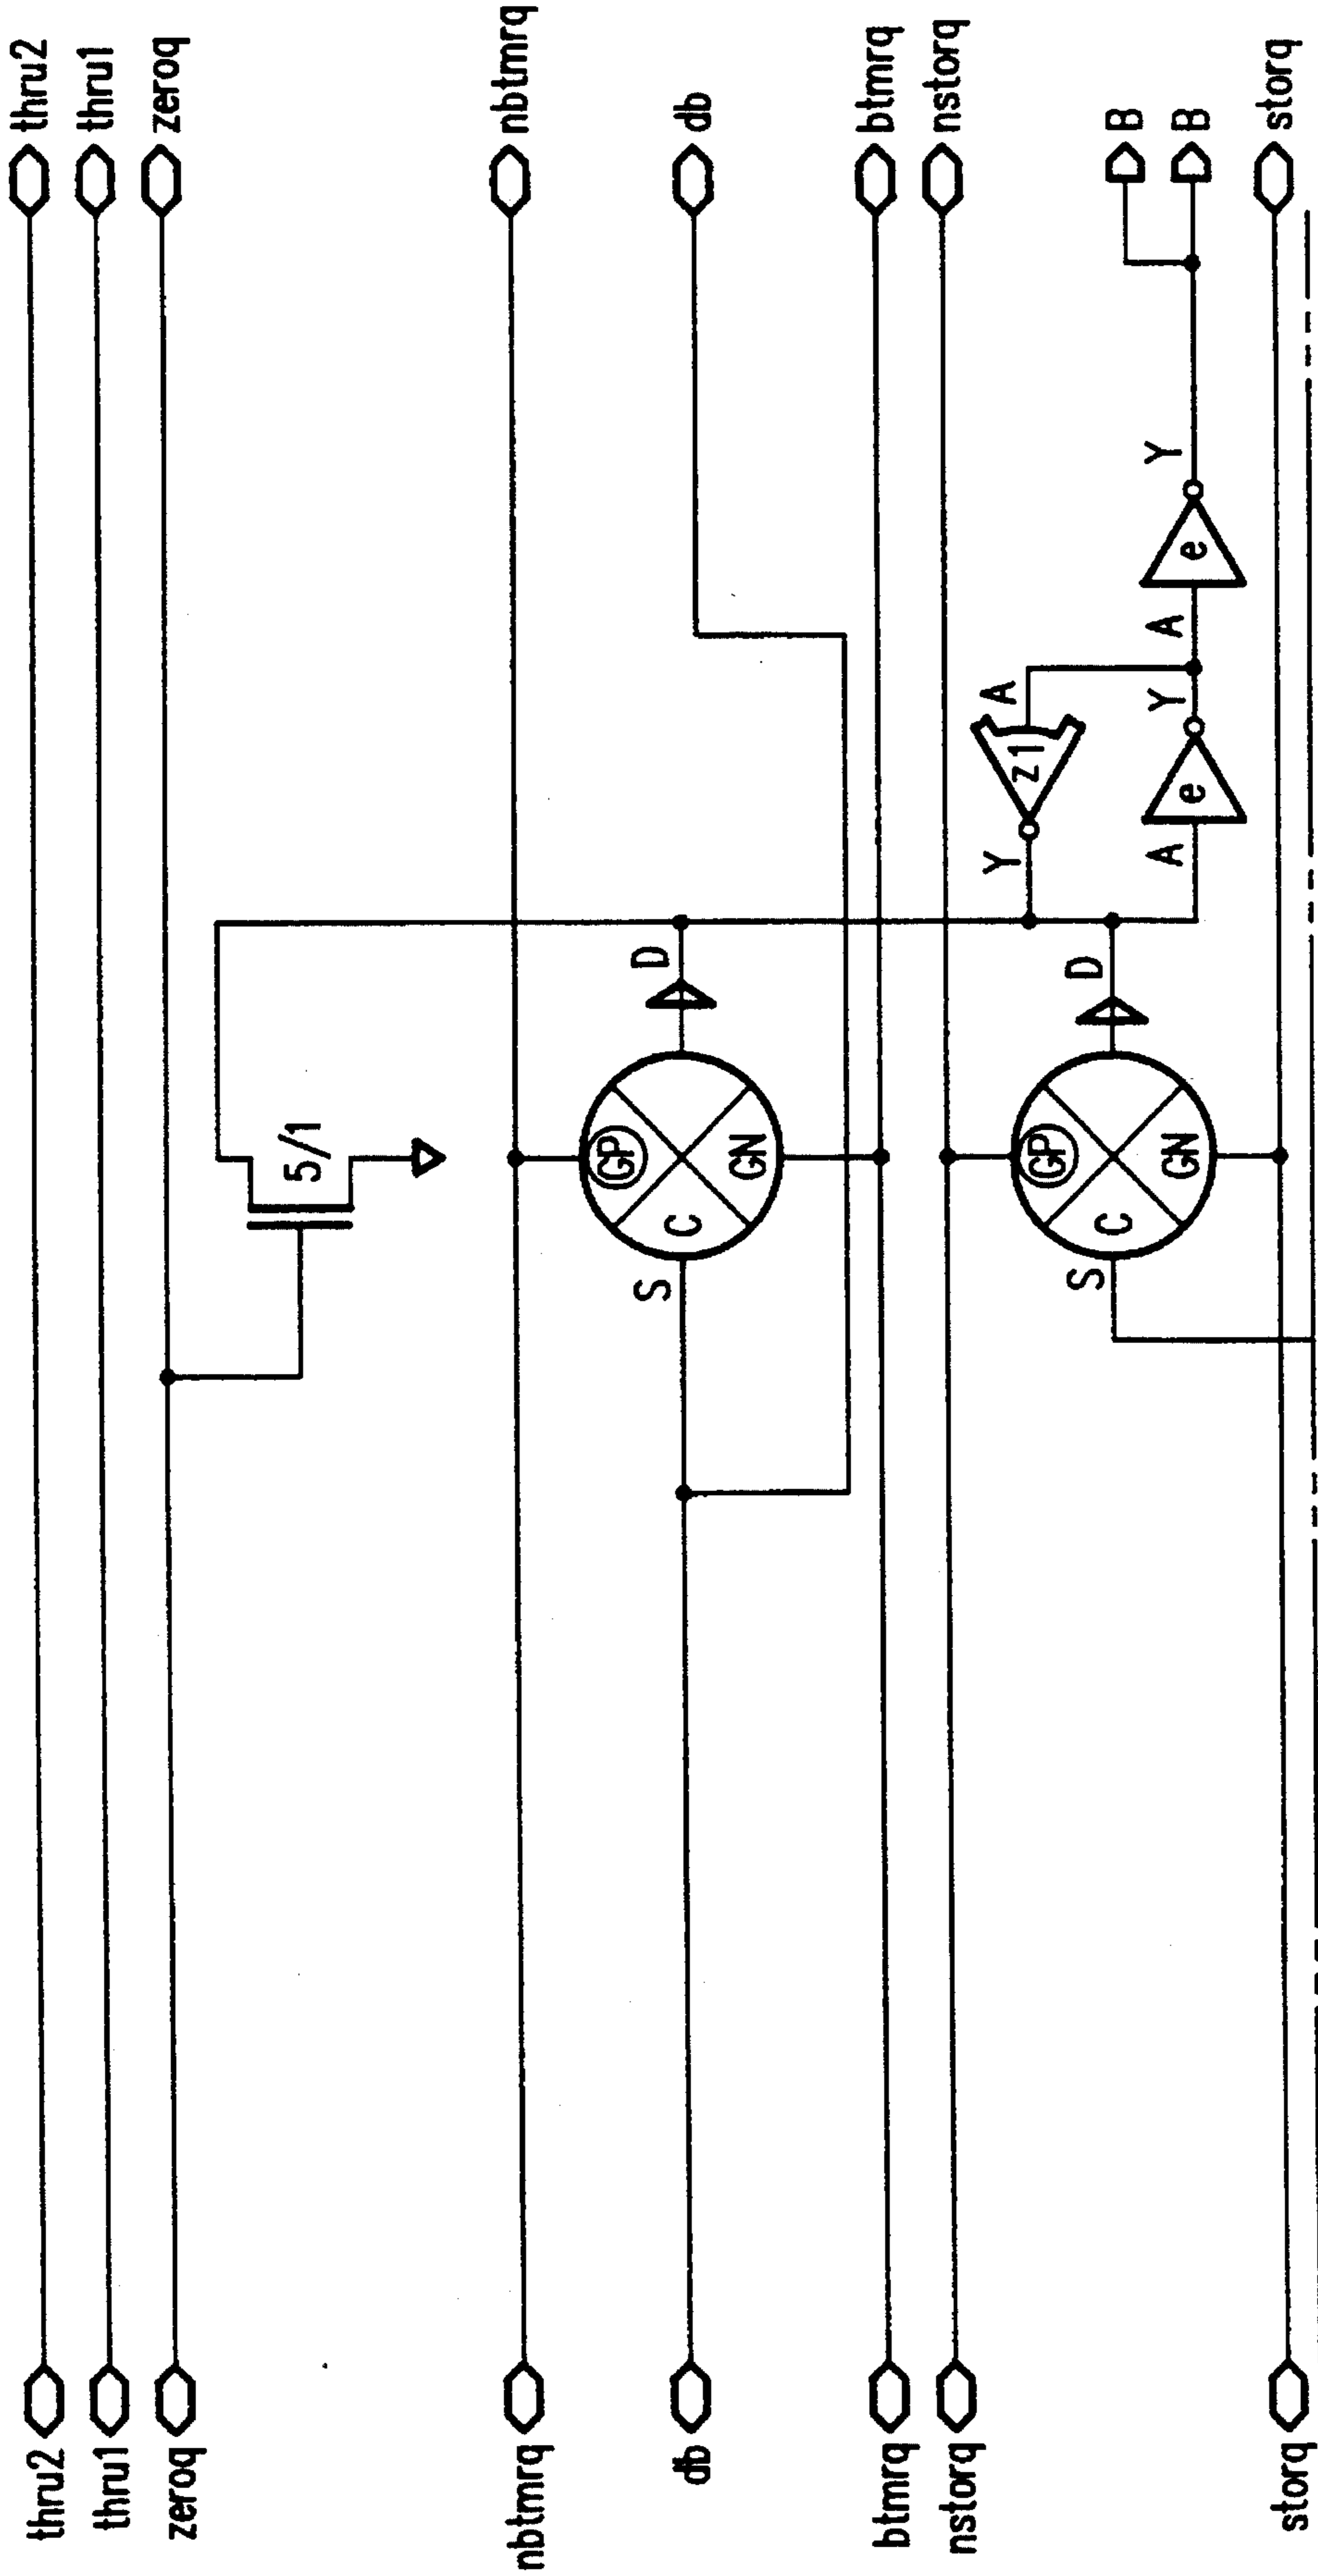 thru2
thru1
zeroq
nbtmrq
db
btmrq
nstorq
storq
5/1
S
C
GP
GN
D
S
C
GP
GN
D
Y
z1
A
A
e
Y
A
e
Y
thru2
thru1
zeroq
nbtmrq
db
btmrq
nstorq
B
B
storq